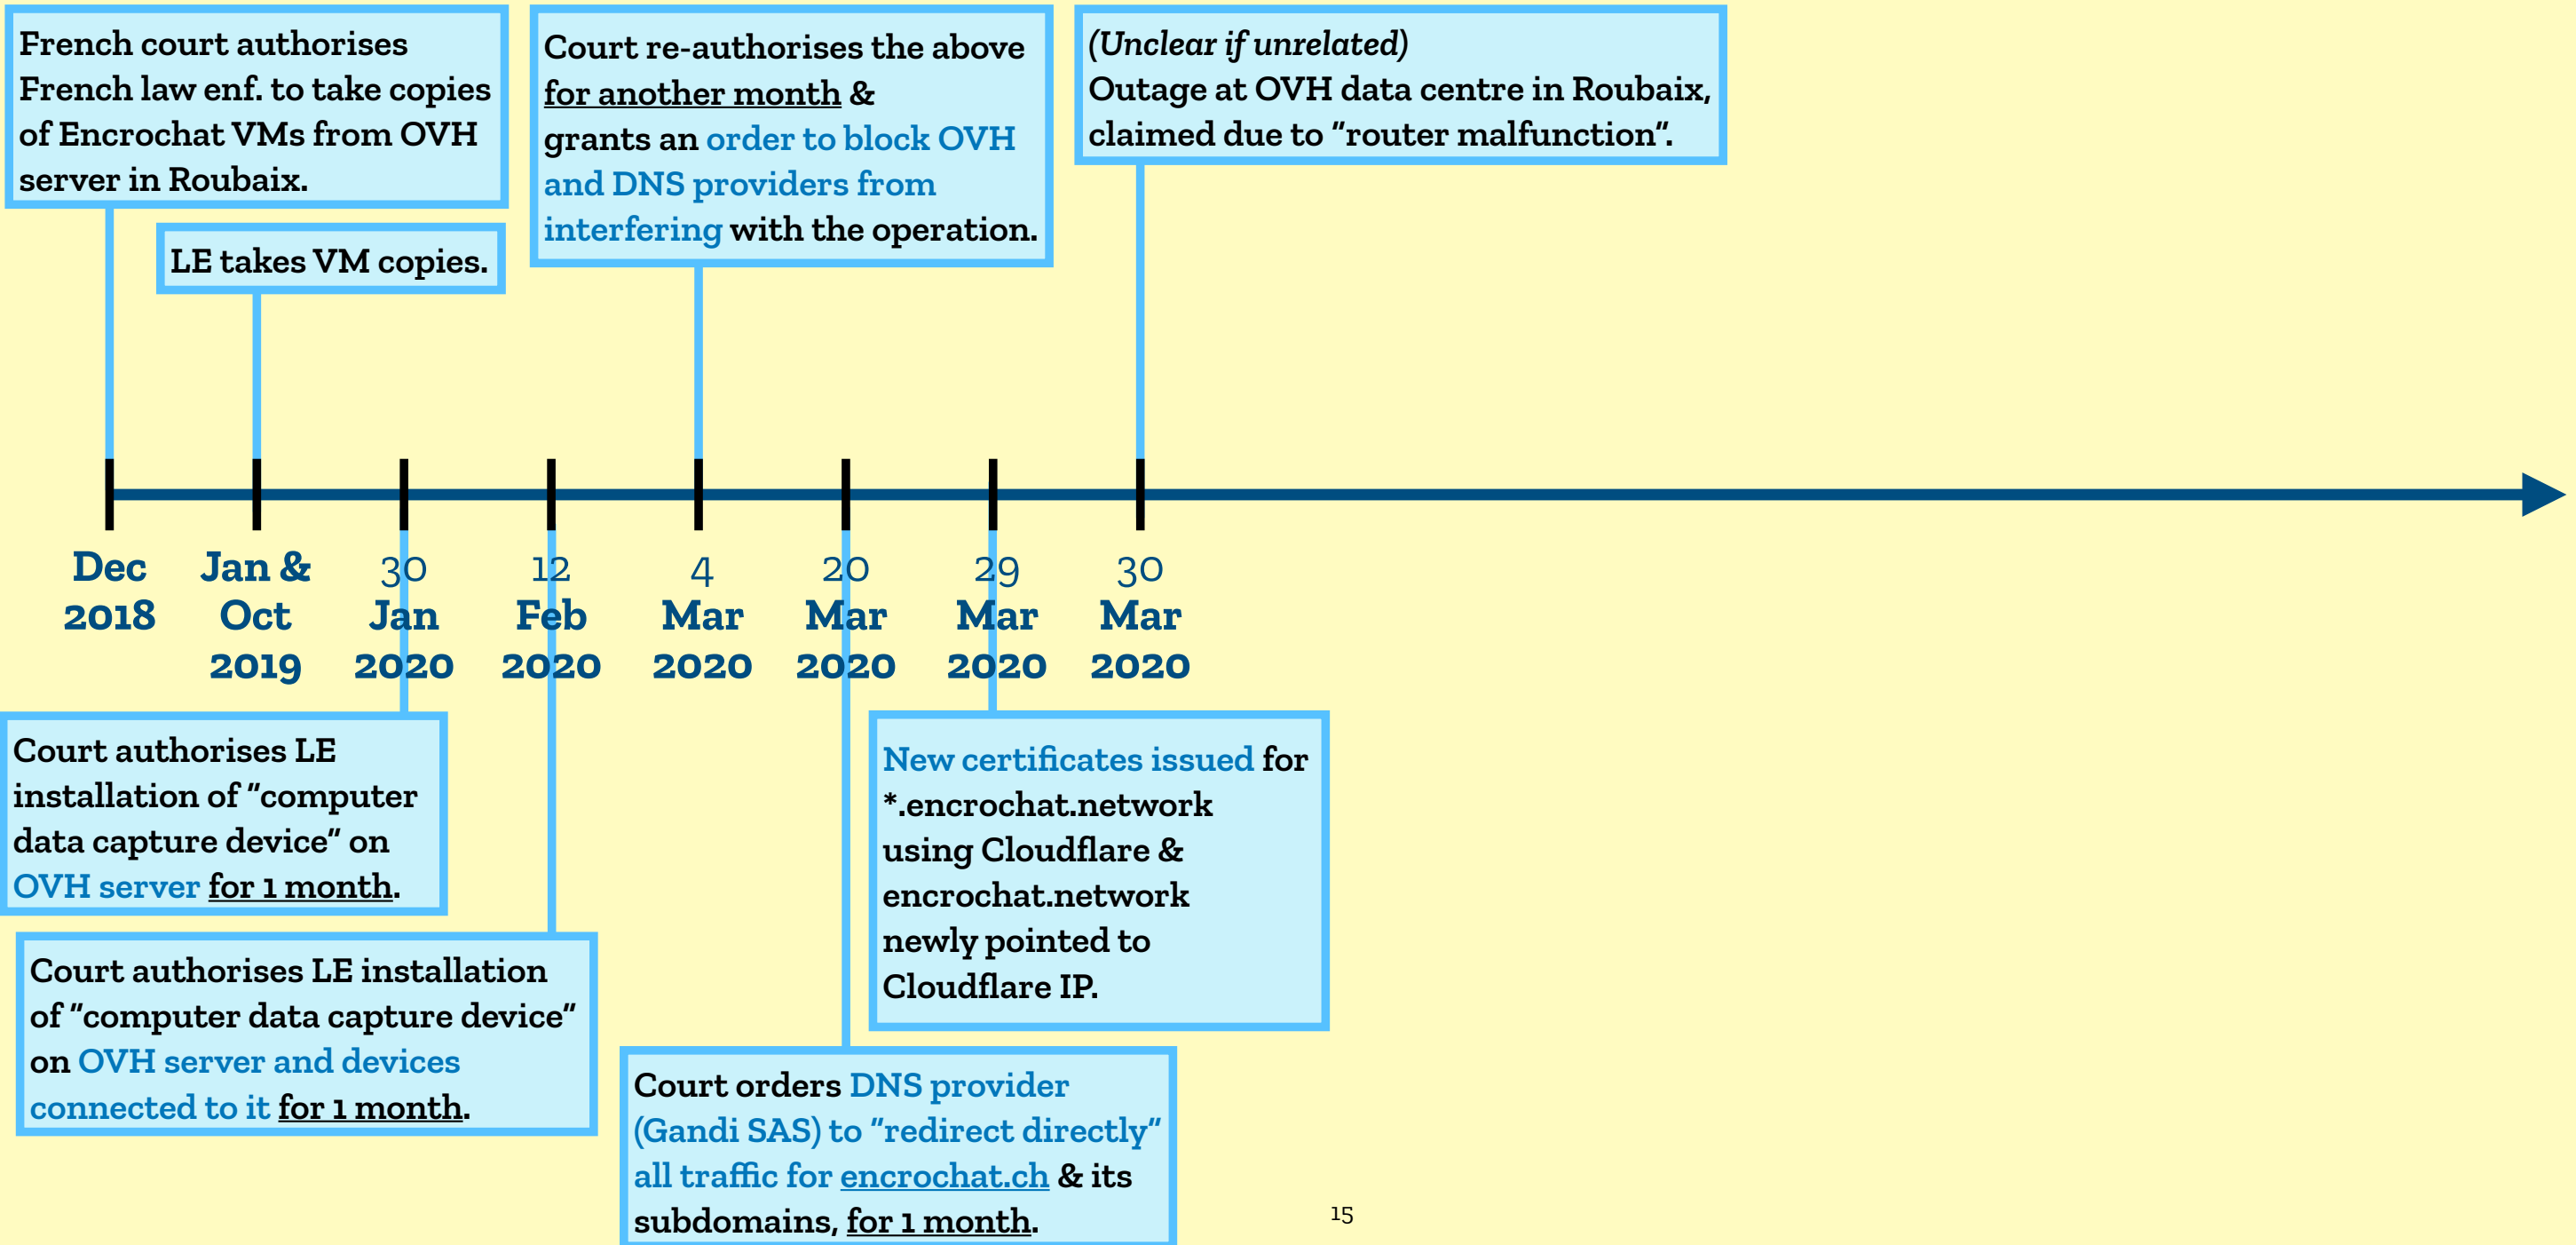 French court authorises
French law enf. to take copies
of Encrochat VMs from OVH
server in Roubaix.
LE takes VM copies.
Court re-authorises the above
for another month &
grants an order to block OVH
and DNS providers from
interfering with the operation.
(Unclear if unrelated)
Outage at OVH data centre in Roubaix,
claimed due to "router malfunction".
Dec
2018
Jan &
Oct
2019
30
Jan
2020
12
Feb
2020
4
Mar
2020
20
Mar
2020
29
Mar
2020
30
Mar
2020
Court authorises LE
installation of "computer
data capture device" on
OVH server for 1 month.
Court authorises LE installation
of "computer data capture device"
on OVH server and devices
connected to it for 1 month.
New certificates issued for
*.encrochat.network
using Cloudflare &
encrochat.network
newly pointed to
Cloudflare IP.
Court orders DNS provider
(Gandi SAS) to "redirect directly"
all traffic for encrochat.ch & its
subdomains, for 1 month.
15